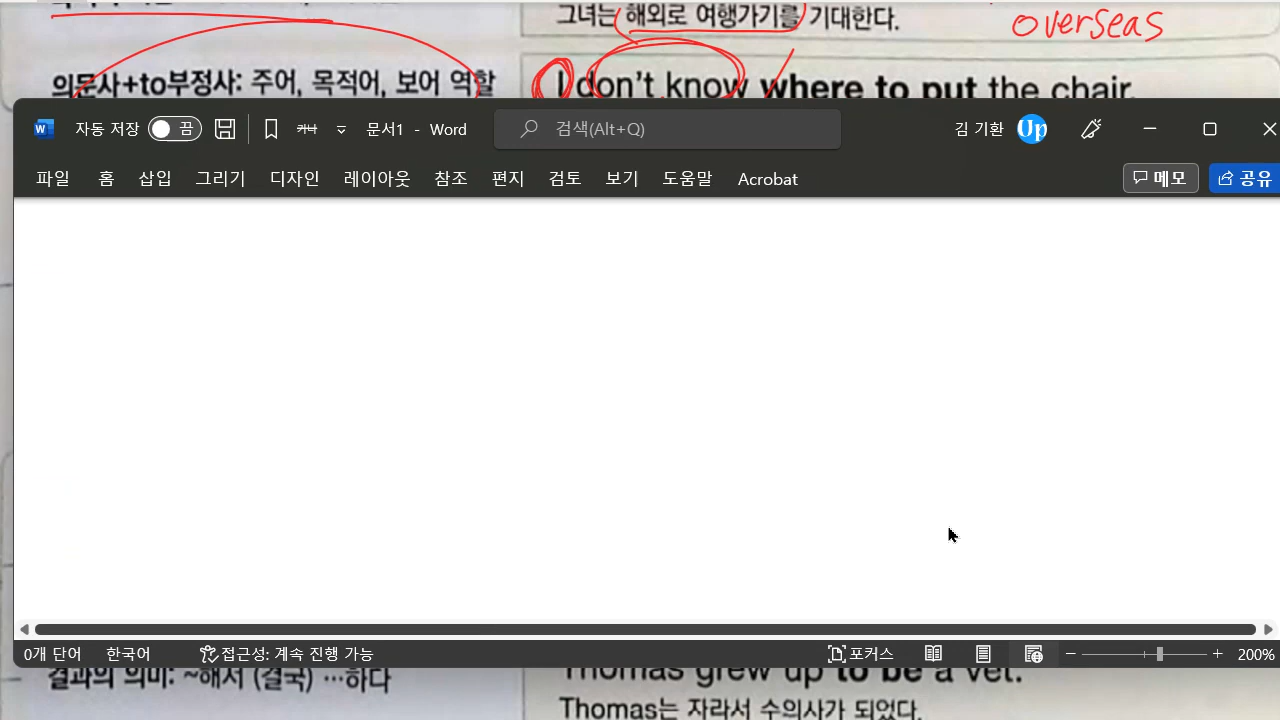 그녀는 해외로 여행가기를 기대한다.
overseas
의문사+to부정사: 주어, 목적어, 보어 역할
I don't know where to put the chair.
자동 저장 끔 문서1 - Word 검색(Alt+Q) 김 기환 Up
파일 홈 삽입 그리기 디자인 레이아웃 참조 편지 검토 보기 도움말 Acrobat 메모 공유
0개 단어 한국어 접근성: 계속 진행 가능 포커스 200%
결과의 의미: ~해서 (결국) …하다
Thomas grew up to be a vet.
Thomas는 자라서 수의사가 되었다.